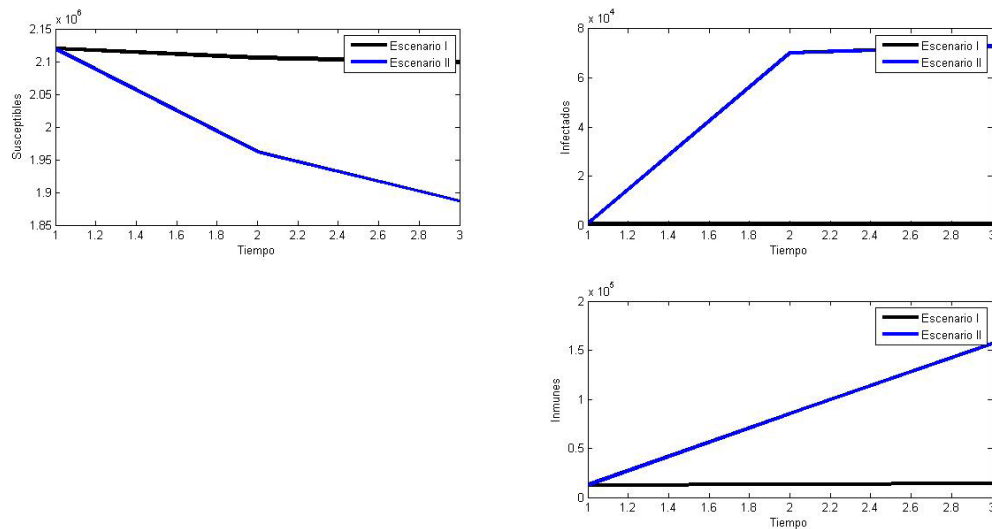 x 10^6
2.15
2.1
2.05
2
1.95
1.9
1.85
Susceptibles
Escenario I
Escenario II
1 1.2 1.4 1.6 1.8 2 2.2 2.4 2.6 2.8 3
Tiempo
x 10^4
8
6
4
2
0
Infectados
Escenario I
Escenario II
1 1.2 1.4 1.6 1.8 2 2.2 2.4 2.6 2.8 3
Tiempo
x 10^5
2
1.5
1
0.5
0
Inmunes
Escenario I
Escenario II
1 1.2 1.4 1.6 1.8 2 2.2 2.4 2.6 2.8 3
Tiempo